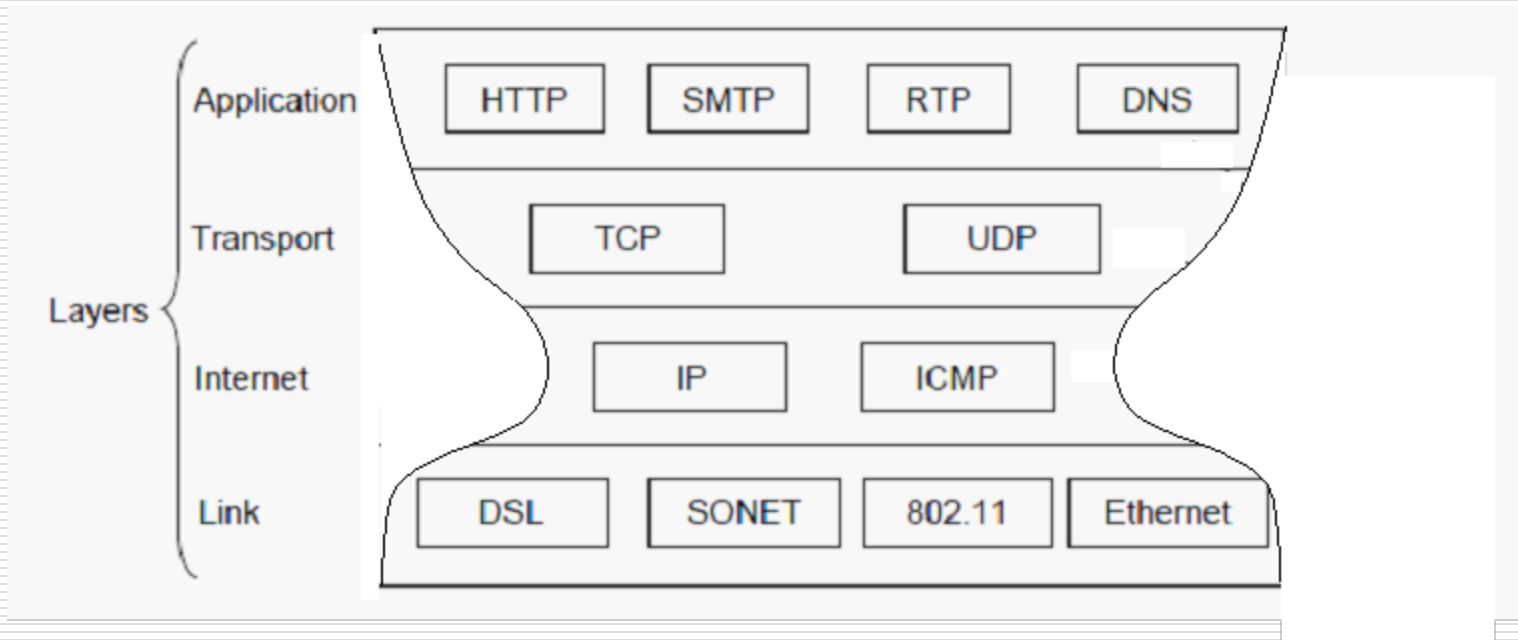 Application HTTP SMTP RTP DNS
Transport TCP UDP
Layers
Internet IP ICMP
Link DSL SONET 802.11 Ethernet